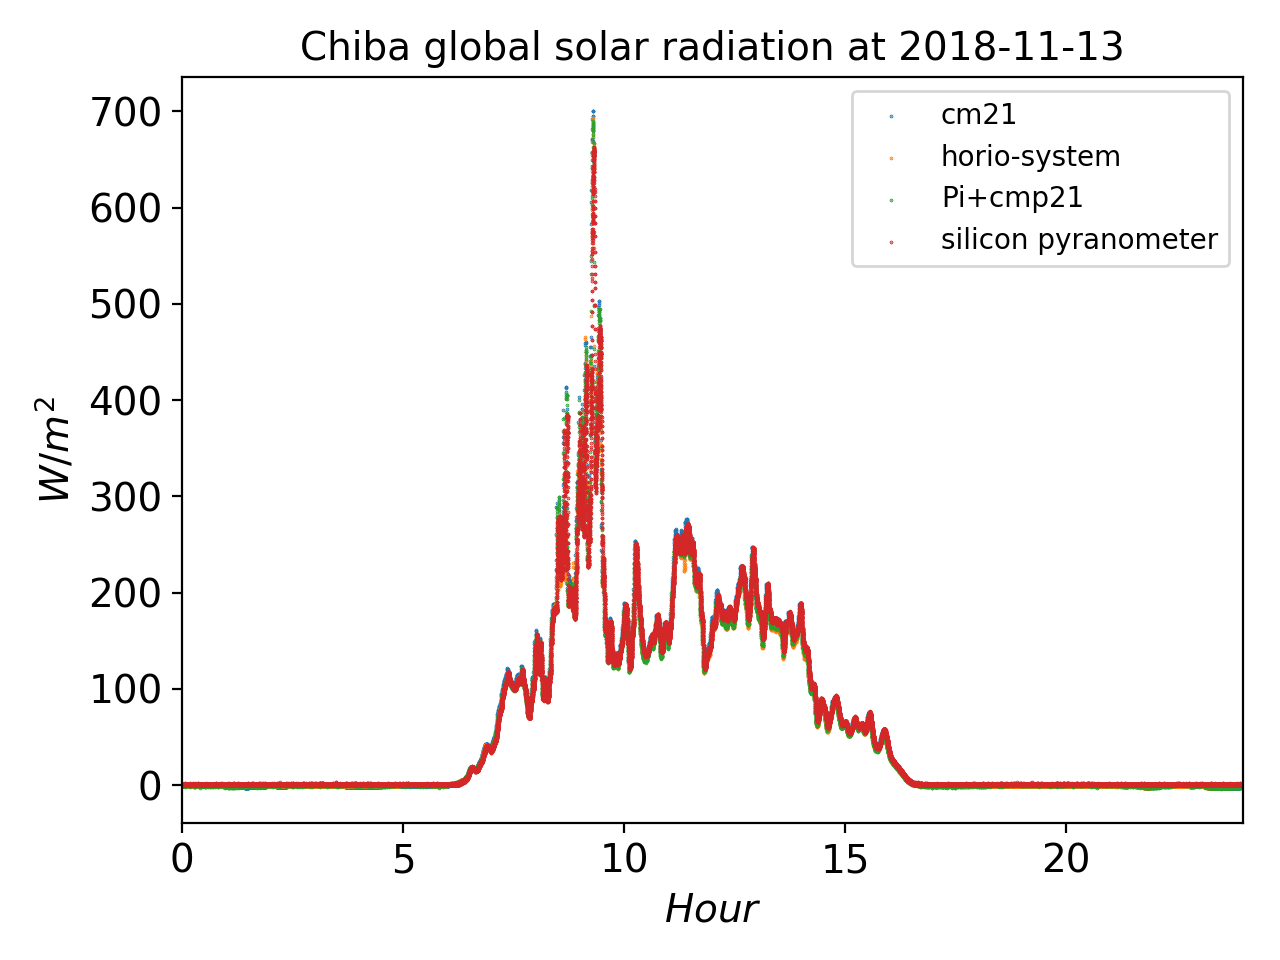 Chiba global solar radiation at 2018-11-13
700
600
500
400
300
200
100
0
W/m²
cm21
horio-system
Pi+cmp21
silicon pyranometer
0 5 10 15 20
Hour